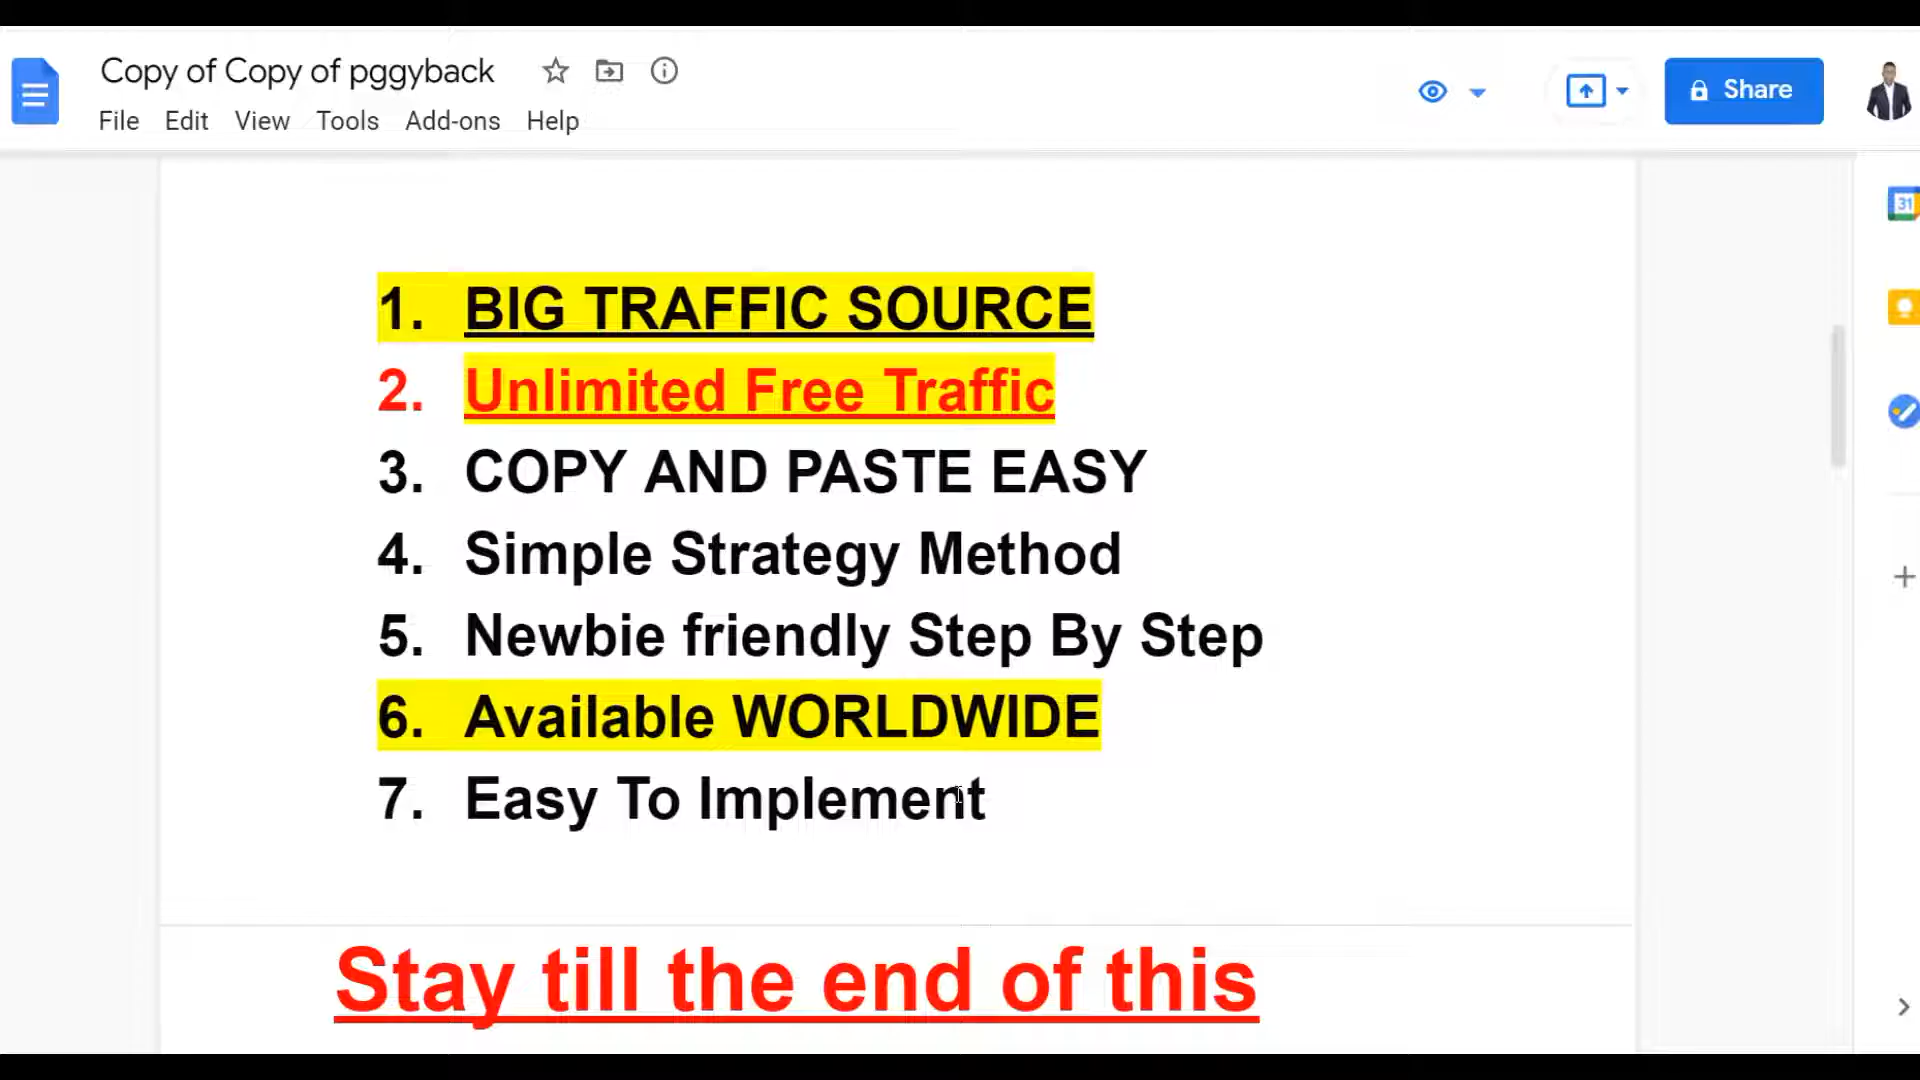 Copy of Copy of pggyback
File Edit View Tools Add-ons Help
Share
31
1. BIG TRAFFIC SOURCE
2. Unlimited Free Traffic
3. COPY AND PASTE EASY
4. Simple Strategy Method
5. Newbie friendly Step By Step
6. Available WORLDWIDE
7. Easy To Implement
Stay till the end of this